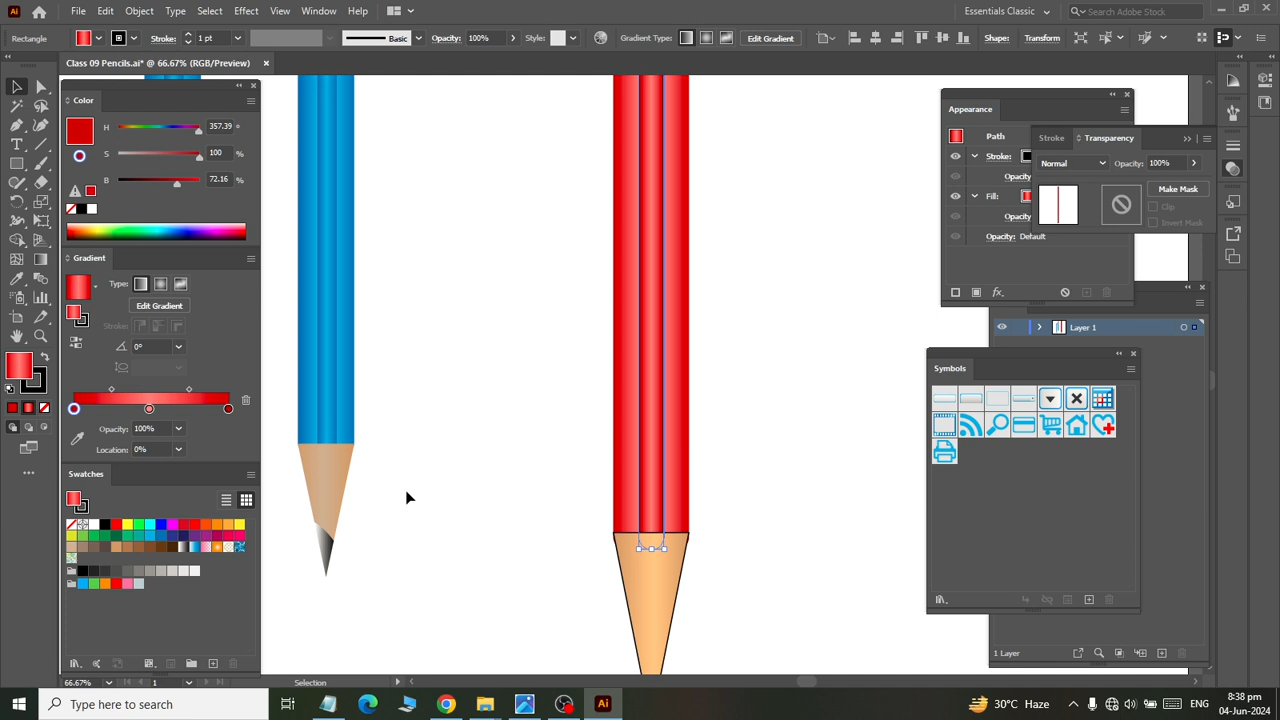 File Edit Object Type Select Effect View Window Help
Essentials Classic
Search Adobe Stock
Rectangle
Stroke:
1 pt
Basic
Opacity:
100%
Style:
Gradient Type:
Edit Gradient
Shape:
Transform
Class 09 Pencils.ai* @ 66.67% (RGB/Preview)
Color
H
357.39
°
S
100
%
B
72.16
%
Gradient
Type:
Edit Gradient
Stroke:
0°
Opacity:
100%
Location:
0%
Swatches
Appearance
Path
Stroke:
Opacity
Fill:
Opacity
Opacity: Default
Stroke
Transparency
Normal
Opacity:
100%
Make Mask
Clip
Invert Mask
Layer 1
Symbols
1 Layer
66.67%
1
Selection
Type here to search
30°C Haze
8:38 pm
04-Jun-2024